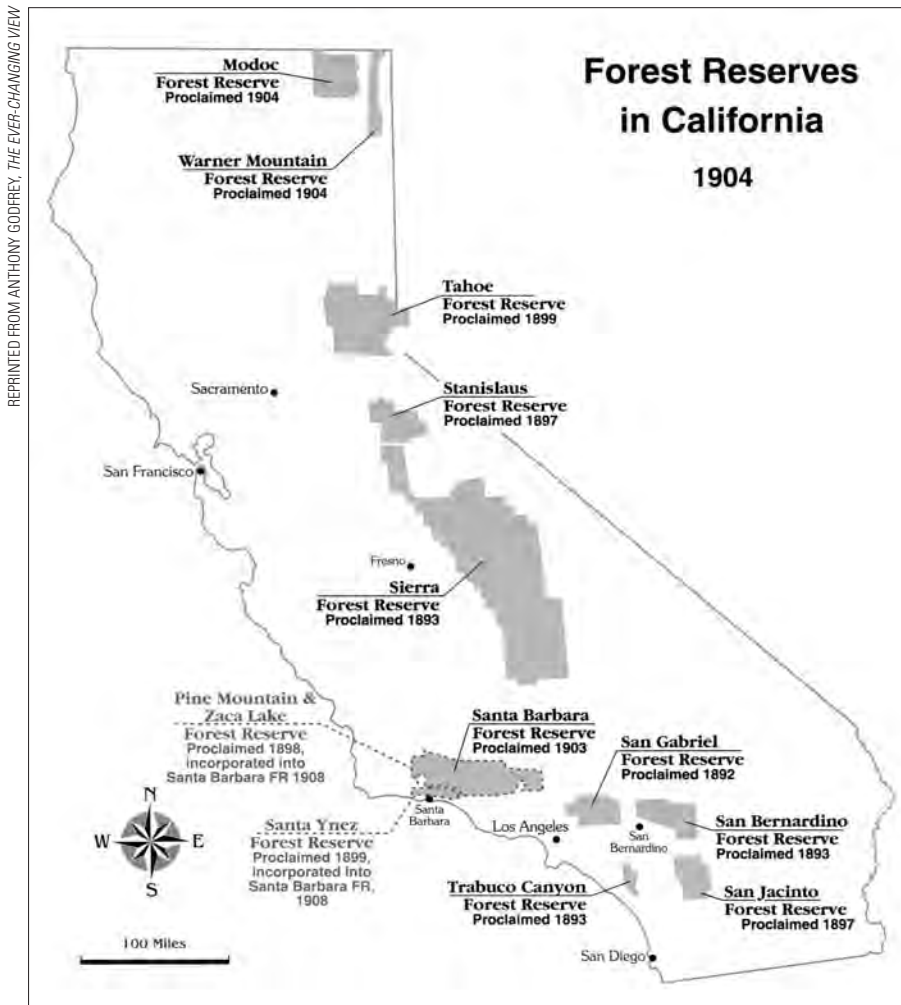 REPRINTED FROM ANTHONY GODFREY, THE EVER-CHANGING VIEW
Forest Reserves
in California
1904
Modoc
Forest Reserve
Proclaimed 1904
Warner Mountain
Forest Reserve
Proclaimed 1904
Tahoe
Forest Reserve
Proclaimed 1899
Sacramento
Stanislaus
Forest Reserve
Proclaimed 1897
San Francisco
Fresno
Sierra
Forest Reserve
Proclaimed 1893
Pine Mountain &
Zaca Lake
Forest Reserve
Proclaimed 1898,
incorporated into
Santa Barbara FR 1908
Santa Barbara
Forest Reserve
Proclaimed 1903
San Gabriel
Forest Reserve
Proclaimed 1892
Santa
Barbara
Los Angeles
San
Bernardino
San Bernardino
Forest Reserve
Proclaimed 1893
Santa Ynez
Forest Reserve
Proclaimed 1899,
Incorporated Into
Santa Barbara FR,
1908
N
W
E
S
Trabuco Canyon
Forest Reserve
Proclaimed 1893
San Jacinto
Forest Reserve
Proclaimed 1897
100 Miles
San Diego